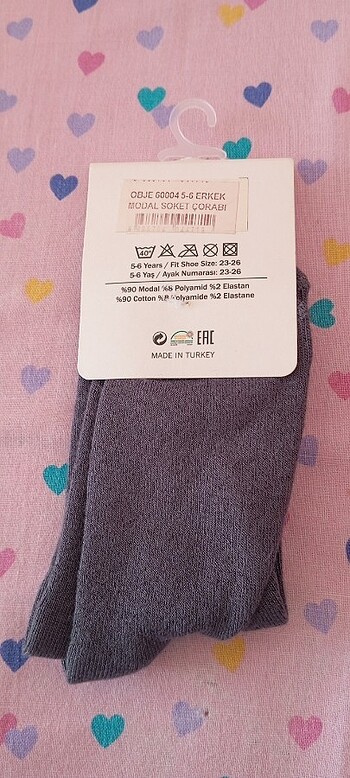 OBJE 60004 5-6 ERKEK
MODAL SOKET ÇORABI
40°
5-6 Years / Fit Shoe Size: 23-26
5-6 Yaş / Ayak Numarası: 23-26
%90 Modal %8 Polyamid %2 Elastan
%90 Cotton %8 Polyamide %2 Elastane
EAC
MADE IN TURKEY